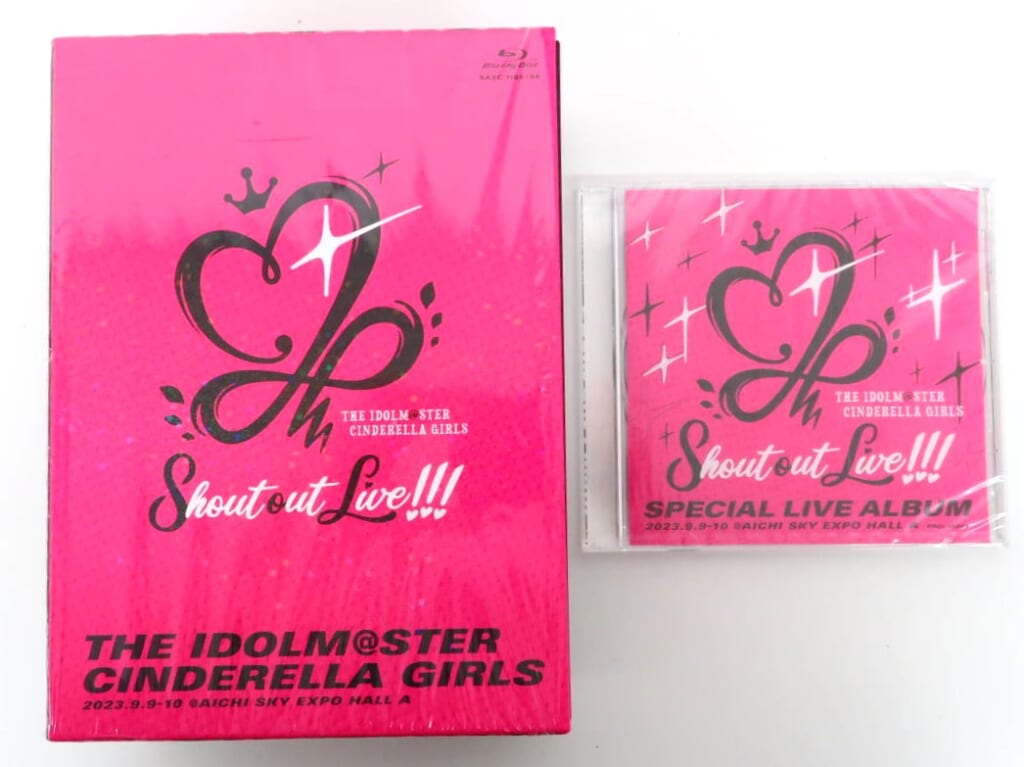 Blu-ray Disc
THE IDOLM@STER
CINDERELLA GIRLS
Shout out Live!!!
THE IDOLM@STER
CINDERELLA GIRLS
2023.9.9-10 @AICHI SKY EXPO HALL A
THE IDOLM@STER
CINDERELLA GIRLS
Shout out Live!!!
SPECIAL LIVE ALBUM
2023.9.9-10 @AICHI SKY EXPO HALL A